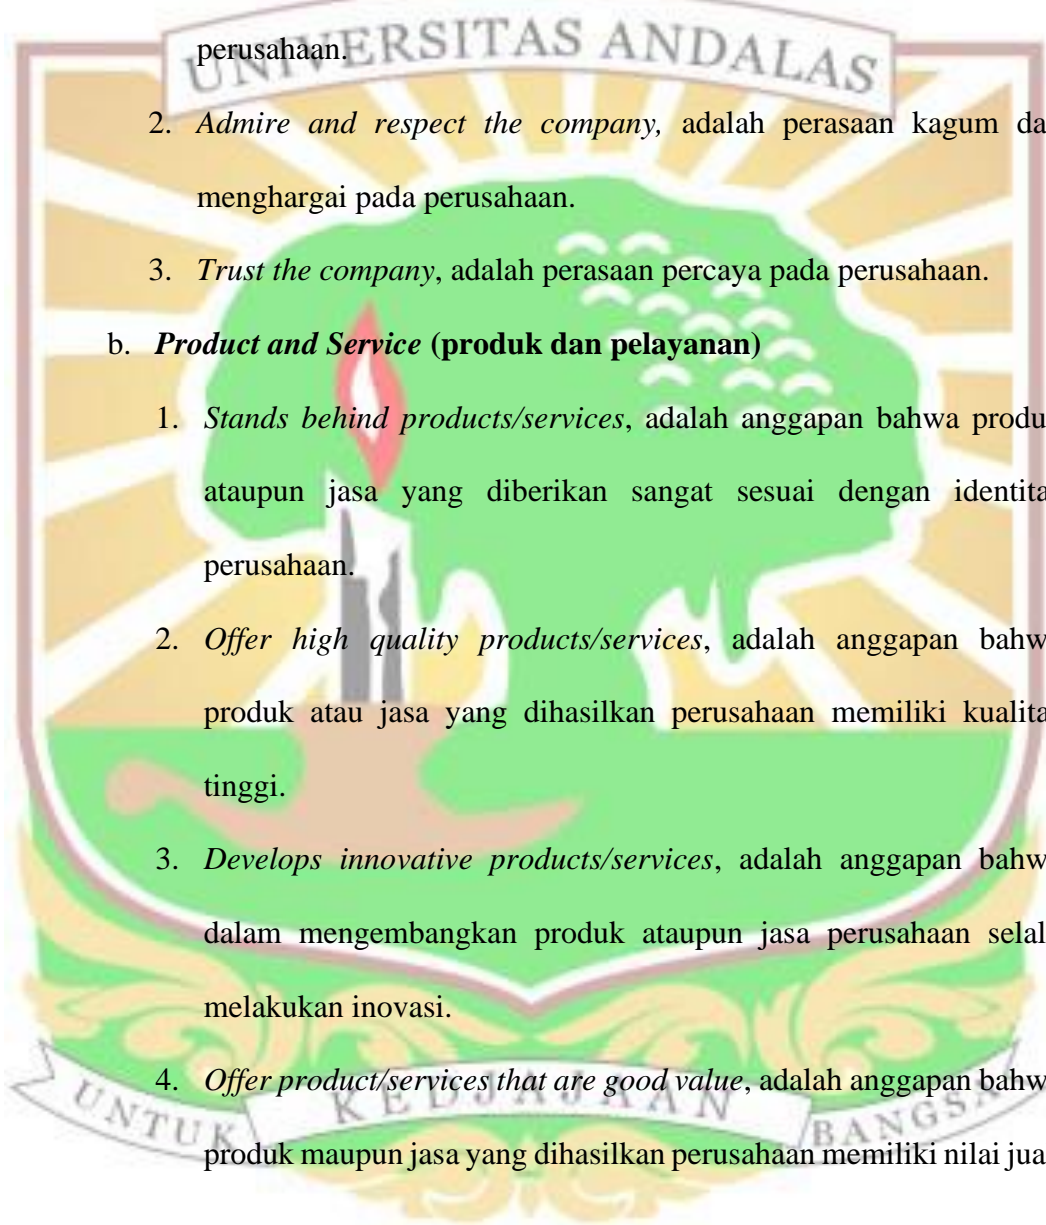 UNIVERSITAS ANDALAS
perusahaan.
2. Admire and respect the company, adalah perasaan kagum da
menghargai pada perusahaan.
3. Trust the company, adalah perasaan percaya pada perusahaan.
b. Product and Service (produk dan pelayanan)
1. Stands behind products/services, adalah anggapan bahwa produ
ataupun jasa yang diberikan sangat sesuai dengan identita
perusahaan.
2. Offer high quality products/services, adalah anggapan bahw
produk atau jasa yang dihasilkan perusahaan memiliki kualita
tinggi.
3. Develops innovative products/services, adalah anggapan bahw
dalam mengembangkan produk ataupun jasa perusahaan selal
melakukan inovasi.
4. Offer product/services that are good value, adalah anggapan bahw
produk maupun jasa yang dihasilkan perusahaan memiliki nilai jua
UNTUK KEDJAJAAN BANGSA